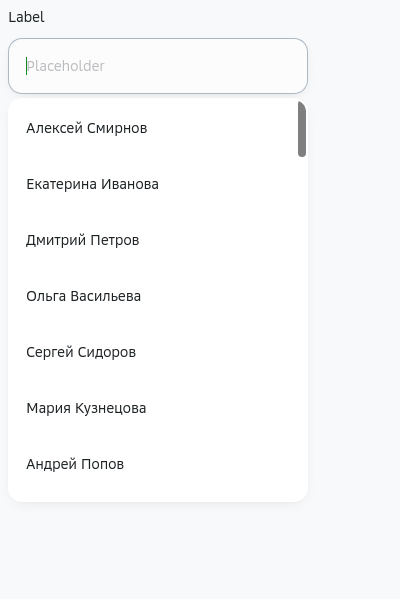 Label
Placeholder
Алексей Смирнов
Екатерина Иванова
Дмитрий Петров
Ольга Васильева
Сергей Сидоров
Мария Кузнецова
Андрей Попов